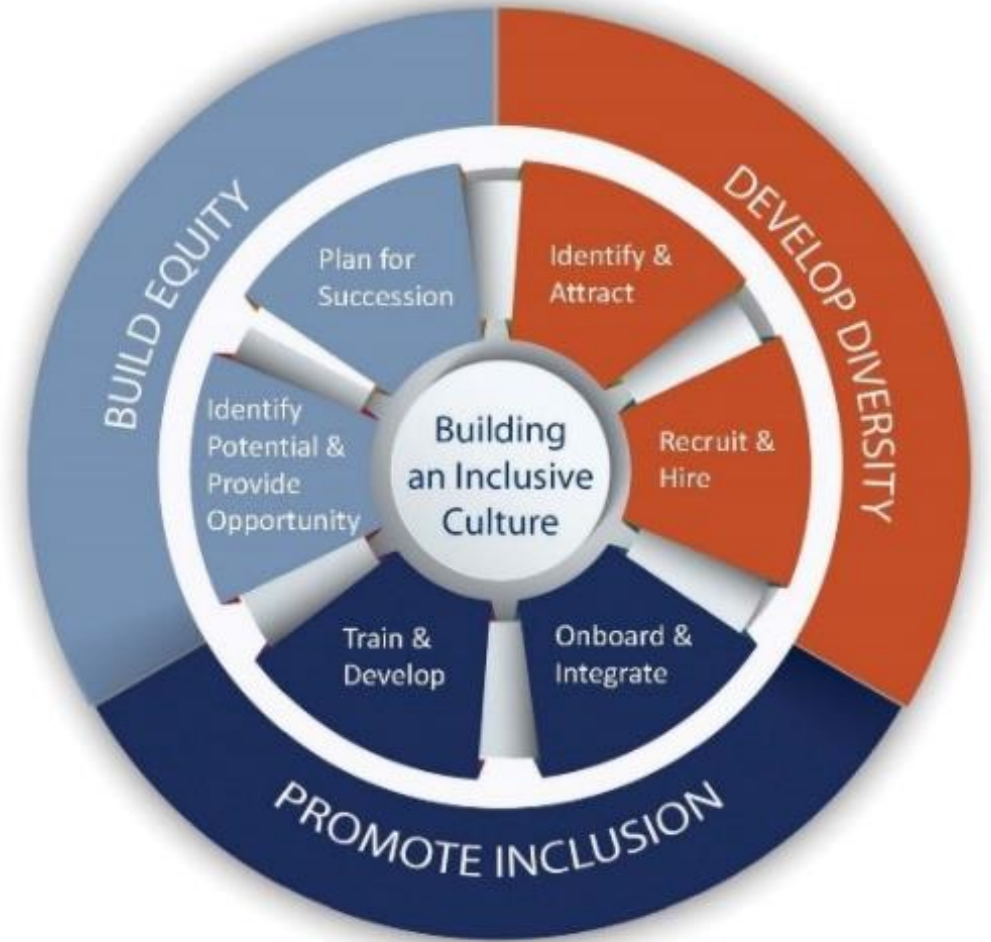 BUILD EQUITY
DEVELOP DIVERSITY
PROMOTE INCLUSION
Plan for
Succession
Identify &
Attract
Identify
Potential &
Provide
Opportunity
Building
an Inclusive
Culture
Recruit &
Hire
Train &
Develop
Onboard &
Integrate